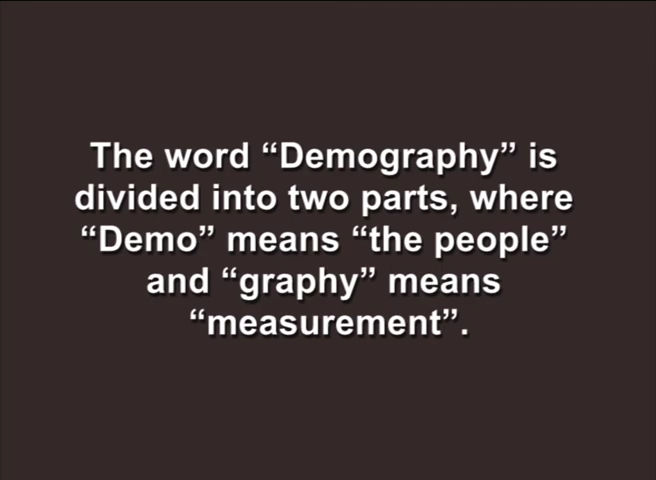 The word “Demography” is
divided into two parts, where
“Demo” means “the people”
and “graphy” means
“measurement”.